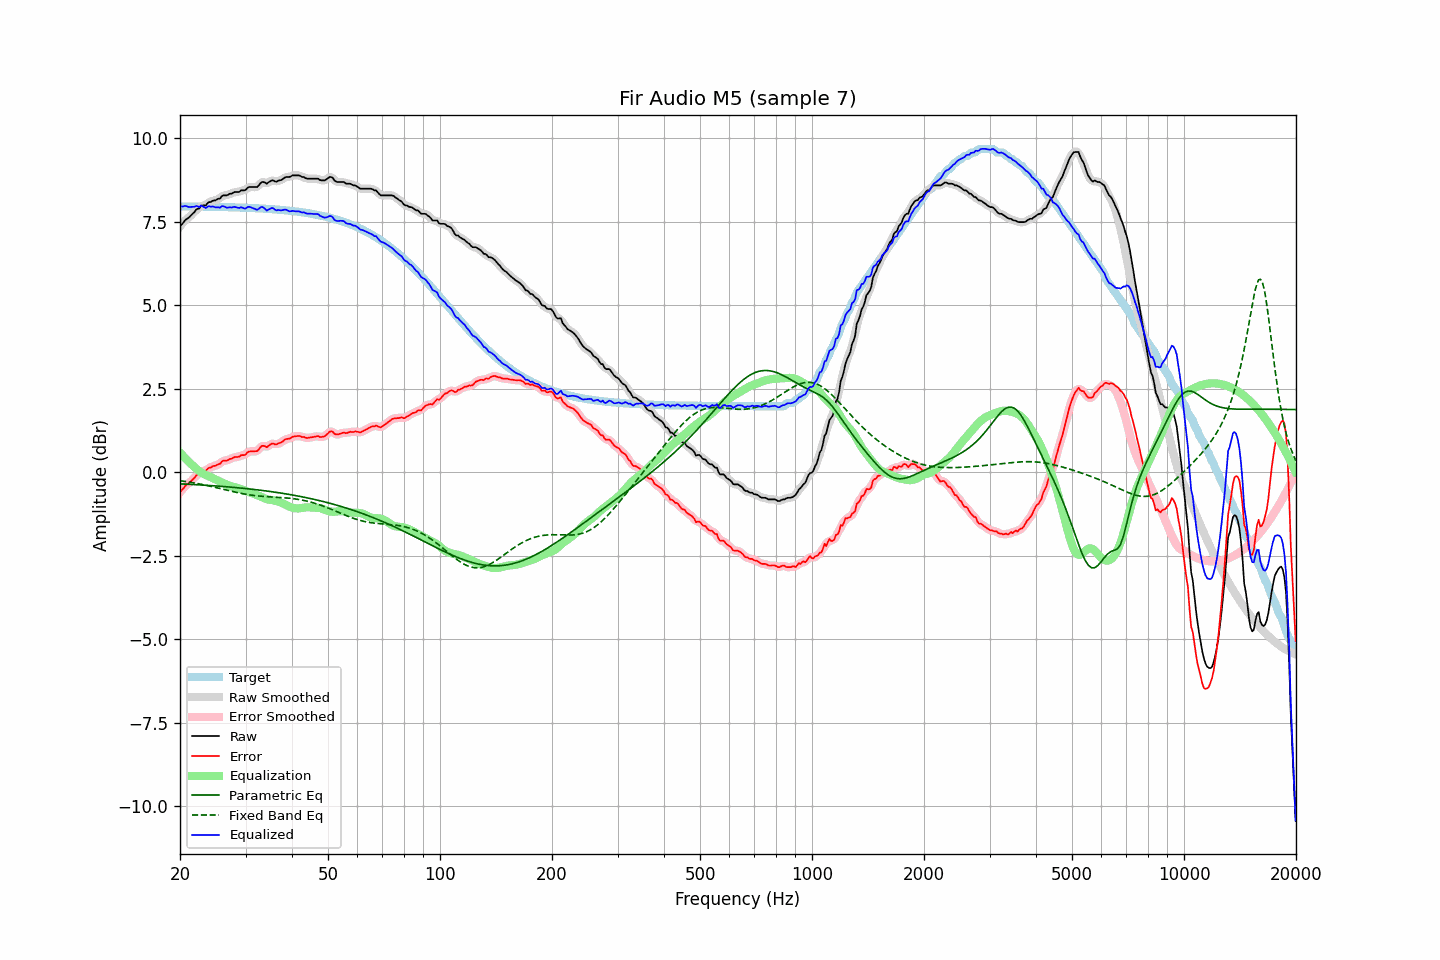 Fir Audio M5 (sample 7)
10.0
7.5
5.0
2.5
0.0
−2.5
−5.0
−7.5
−10.0
Amplitude (dBr)
Target
Raw Smoothed
Error Smoothed
Raw
Error
Equalization
Parametric Eq
Fixed Band Eq
Equalized
20 50 100 200 500 1000 2000 5000 10000 20000
Frequency (Hz)